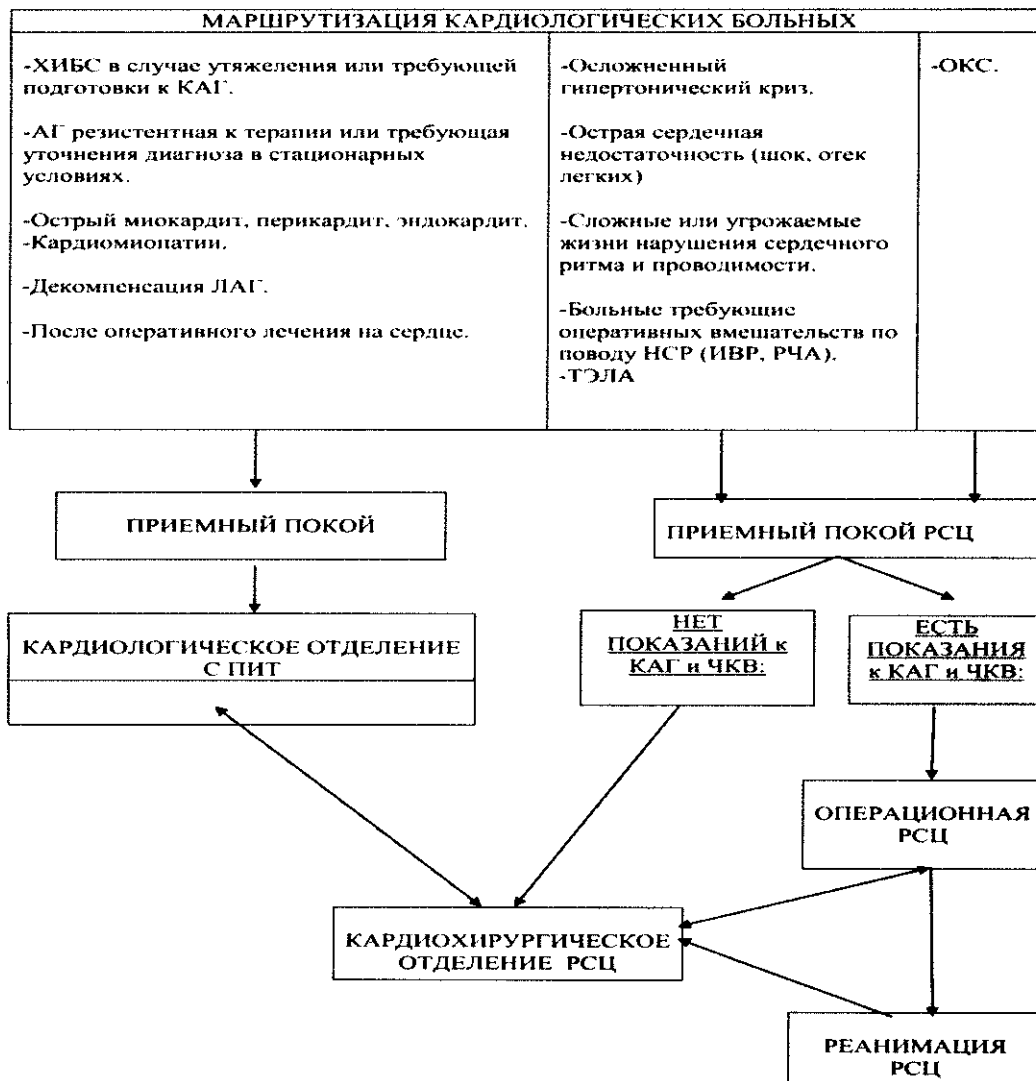 МАРШРУТИЗАЦИЯ КАРДИОЛОГИЧЕСКИХ БОЛЬНЫХ
-ХИБС в случае утяжеления или требующей
подготовки к КАГ.
-АГ резистентная к терапии или требующая
уточнения диагноза в стационарных
условиях.
-Острый миокардит, перикардит, эндокардит.
-Кардиомиопатии.
-Декомпенсация ЛАГ.
-После оперативного лечения на сердце.
-Осложненный
гипертонический криз.
-Острая сердечная
недостаточность (шок, отек
легких)
-Сложные или угрожаемые
жизни нарушения сердечного
ритма и проводимости.
-Больные требующие
оперативных вмешательств по
поводу НСР (ИВР, РЧА).
-ТЭЛА
-ОКС.
ПРИЕМНЫЙ ПОКОЙ
ПРИЕМНЫЙ ПОКОЙ РСЦ
КАРДИОЛОГИЧЕСКОЕ ОТДЕЛЕНИЕ
С ПИТ
НЕТ
ПОКАЗАНИЙ к
КАГ и ЧКВ:
ЕСТЬ
ПОКАЗАНИЯ
к КАГ и ЧКВ:
ОПЕРАЦИОННАЯ
РСЦ
КАРДИОХИРУРГИЧЕСКОЕ
ОТДЕЛЕНИЕ РСЦ
РЕАНИМАЦИЯ
РСЦ